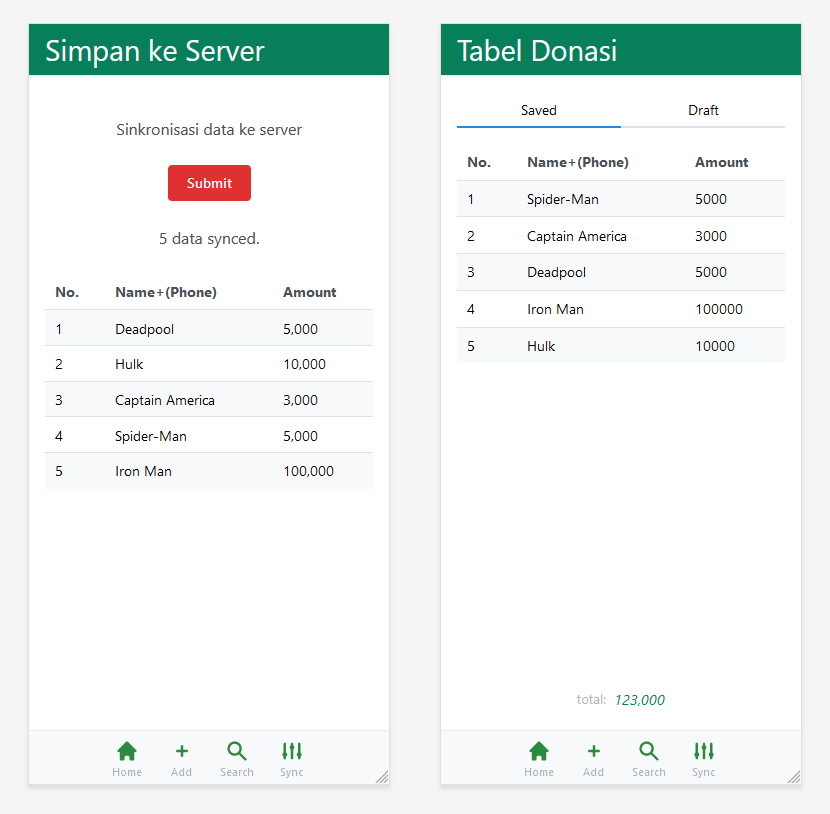 Simpan ke Server
Sinkronisasi data ke server
Submit
5 data synced.
No. Name+(Phone) Amount
1 Deadpool 5,000
2 Hulk 10,000
3 Captain America 3,000
4 Spider-Man 5,000
5 Iron Man 100,000
Home Add Search Sync
Tabel Donasi
Saved Draft
No. Name+(Phone) Amount
1 Spider-Man 5000
2 Captain America 3000
3 Deadpool 5000
4 Iron Man 100000
5 Hulk 10000
total: 123,000
Home Add Search Sync